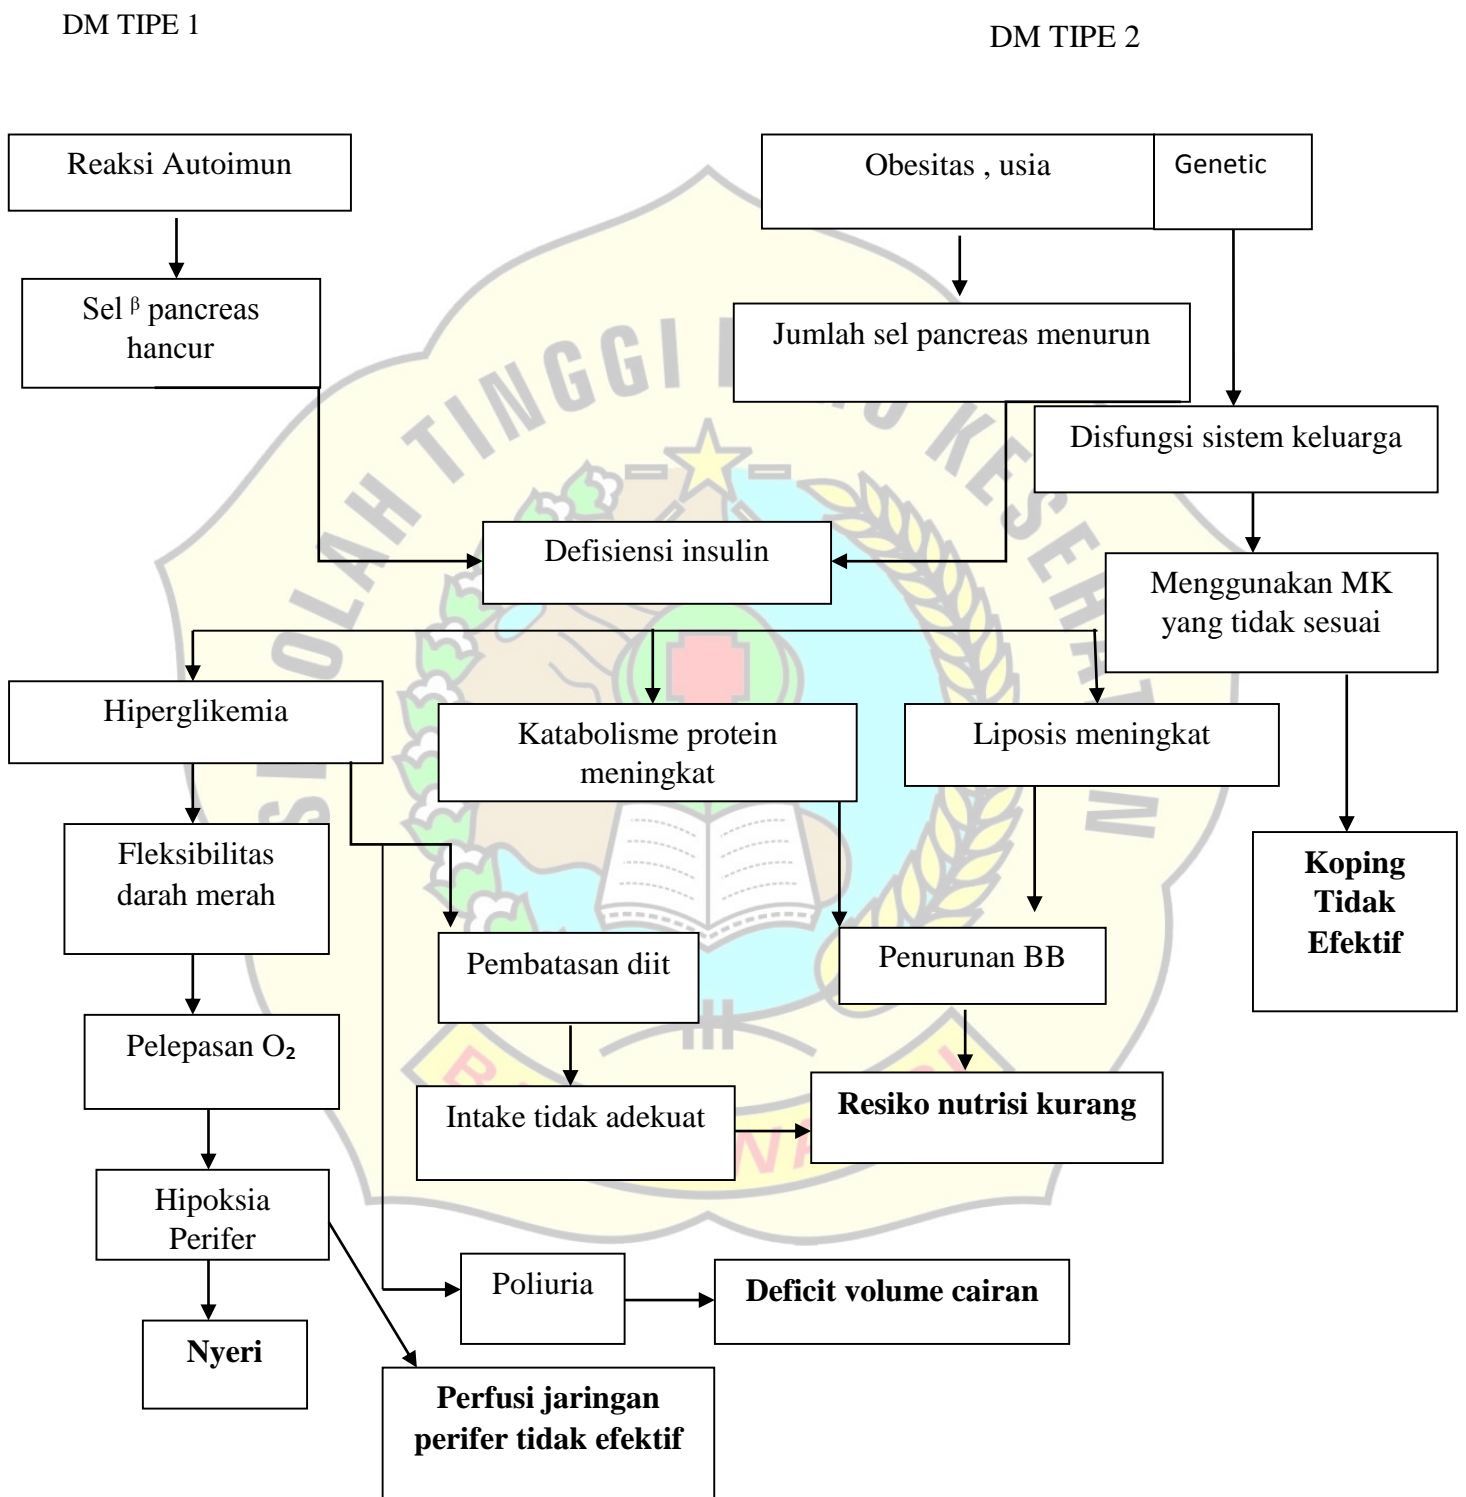 DM TIPE 1
DM TIPE 2
Reaksi Autoimun
Obesitas , usia
Genetic
Sel β pancreas
hancur
Jumlah sel pancreas menurun
Disfungsi sistem keluarga
Defisiensi insulin
Menggunakan MK
yang tidak sesuai
Hiperglikemia
Katabolisme protein
meningkat
Liposis meningkat
Fleksibilitas
darah merah
Koping
Tidak
Efektif
Pembatasan diit
Penurunan BB
Pelepasan O₂
Intake tidak adekuat
Resiko nutrisi kurang
Hipoksia
Perifer
Poliuria
Deficit volume cairan
Nyeri
Perfusi jaringan
perifer tidak efektif
OLAH TINGGI
KESEHATAN